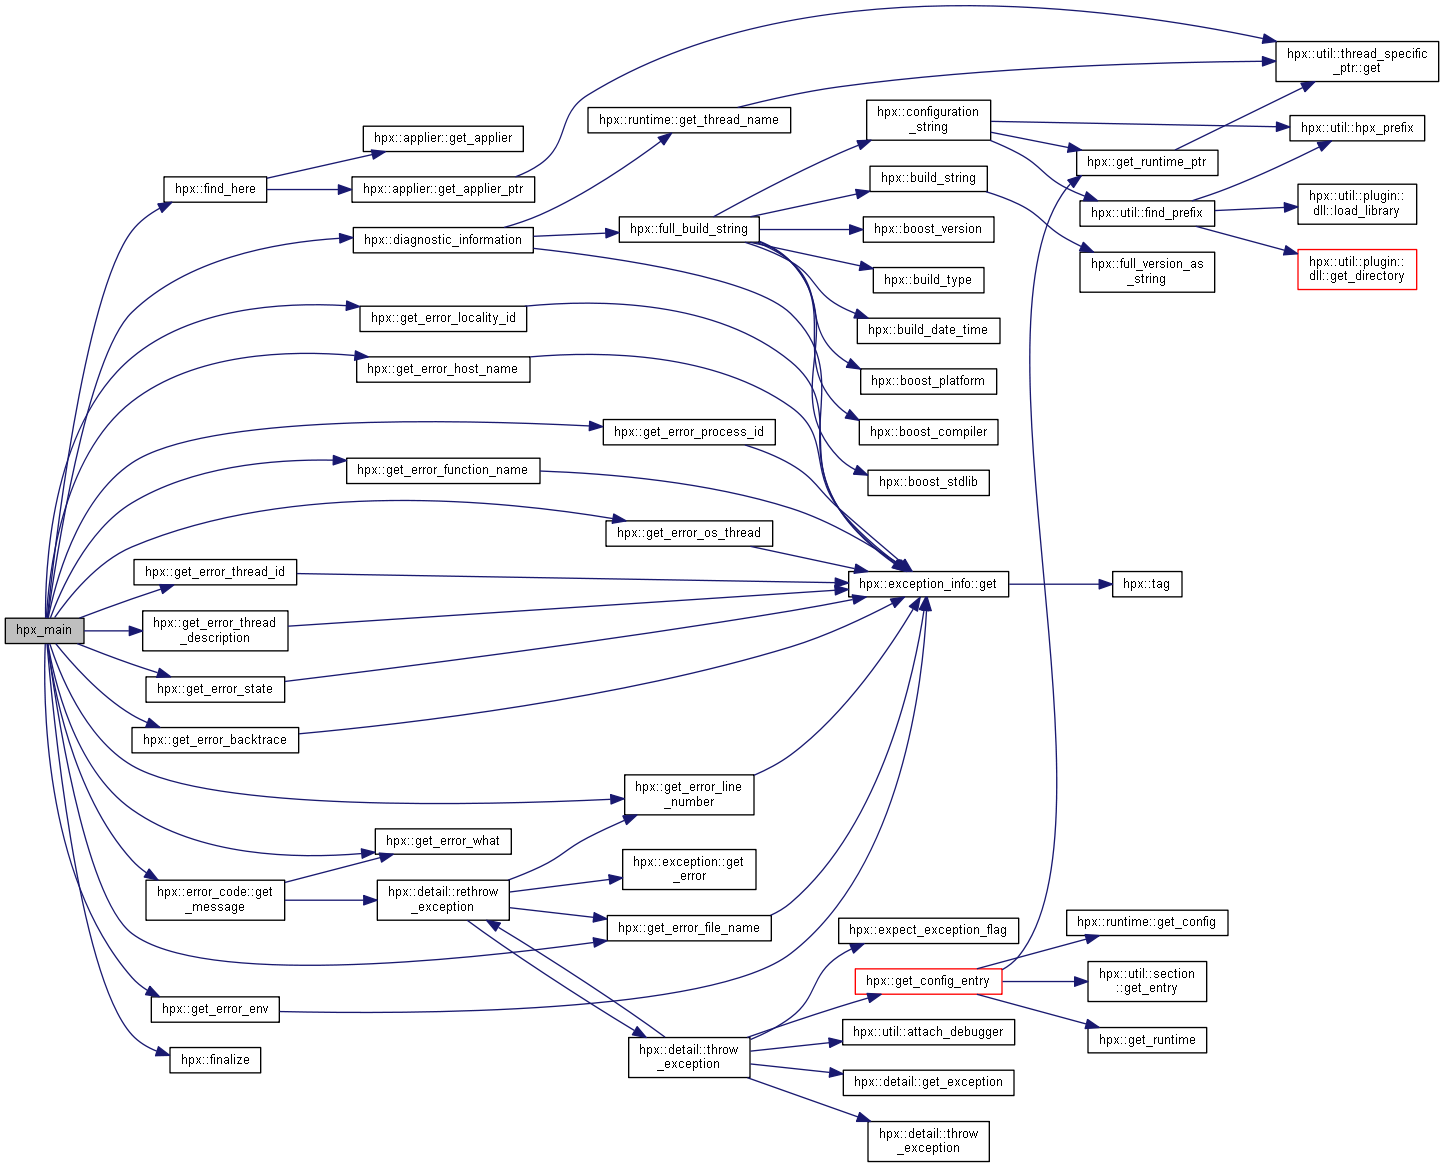 hpx::util::thread_specific
_ptr::get
hpx::configuration
_string
hpx::runtime::get_thread_name
hpx::util::hpx_prefix
hpx::applier::get_applier
hpx::get_runtime_ptr
hpx::build_string
hpx::find_here
hpx::applier::get_applier_ptr
hpx::util::plugin::
dll::load_library
hpx::util::find_prefix
hpx::full_build_string
hpx::boost_version
hpx::diagnostic_information
hpx::util::plugin::
dll::get_directory
hpx::full_version_as
_string
hpx::build_type
hpx::get_error_locality_id
hpx::build_date_time
hpx::get_error_host_name
hpx::boost_platform
hpx::get_error_process_id
hpx::boost_compiler
hpx::get_error_function_name
hpx::boost_stdlib
hpx::get_error_os_thread
hpx::get_error_thread_id
hpx::exception_info::get
hpx::tag
hpx_main
hpx::get_error_thread
_description
hpx::get_error_state
hpx::get_error_backtrace
hpx::get_error_line
_number
hpx::get_error_what
hpx::exception::get
_error
hpx::error_code::get
_message
hpx::detail::rethrow
_exception
hpx::get_error_file_name
hpx::expect_exception_flag
hpx::runtime::get_config
hpx::get_config_entry
hpx::util::section
::get_entry
hpx::get_error_env
hpx::util::attach_debugger
hpx::get_runtime
hpx::finalize
hpx::detail::throw
_exception
hpx::detail::get_exception
hpx::detail::throw
_exception